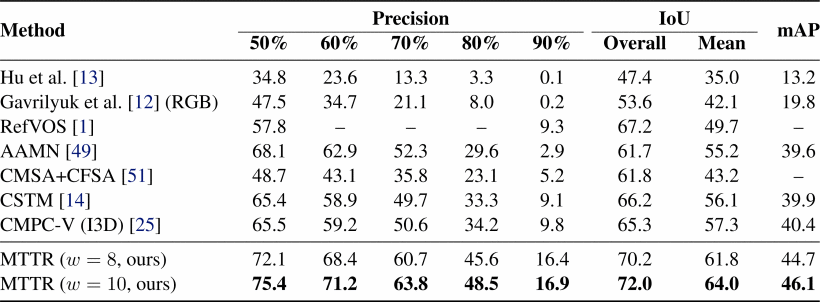 Method Precision IoU mAP
50% 60% 70% 80% 90% Overall Mean
Hu et al. [13] 34.8 23.6 13.3 3.3 0.1 47.4 35.0 13.2
Gavrilyuk et al. [12] (RGB) 47.5 34.7 21.1 8.0 0.2 53.6 42.1 19.8
RefVOS [1] 57.8 – – – 9.3 67.2 49.7 –
AAMN [49] 68.1 62.9 52.3 29.6 2.9 61.7 55.2 39.6
CMSA+CFSA [51] 48.7 43.1 35.8 23.1 5.2 61.8 43.2 –
CSTM [14] 65.4 58.9 49.7 33.3 9.1 66.2 56.1 39.9
CMPC-V (I3D) [25] 65.5 59.2 50.6 34.2 9.8 65.3 57.3 40.4
MTTR (w = 8, ours) 72.1 68.4 60.7 45.6 16.4 70.2 61.8 44.7
MTTR (w = 10, ours) 75.4 71.2 63.8 48.5 16.9 72.0 64.0 46.1